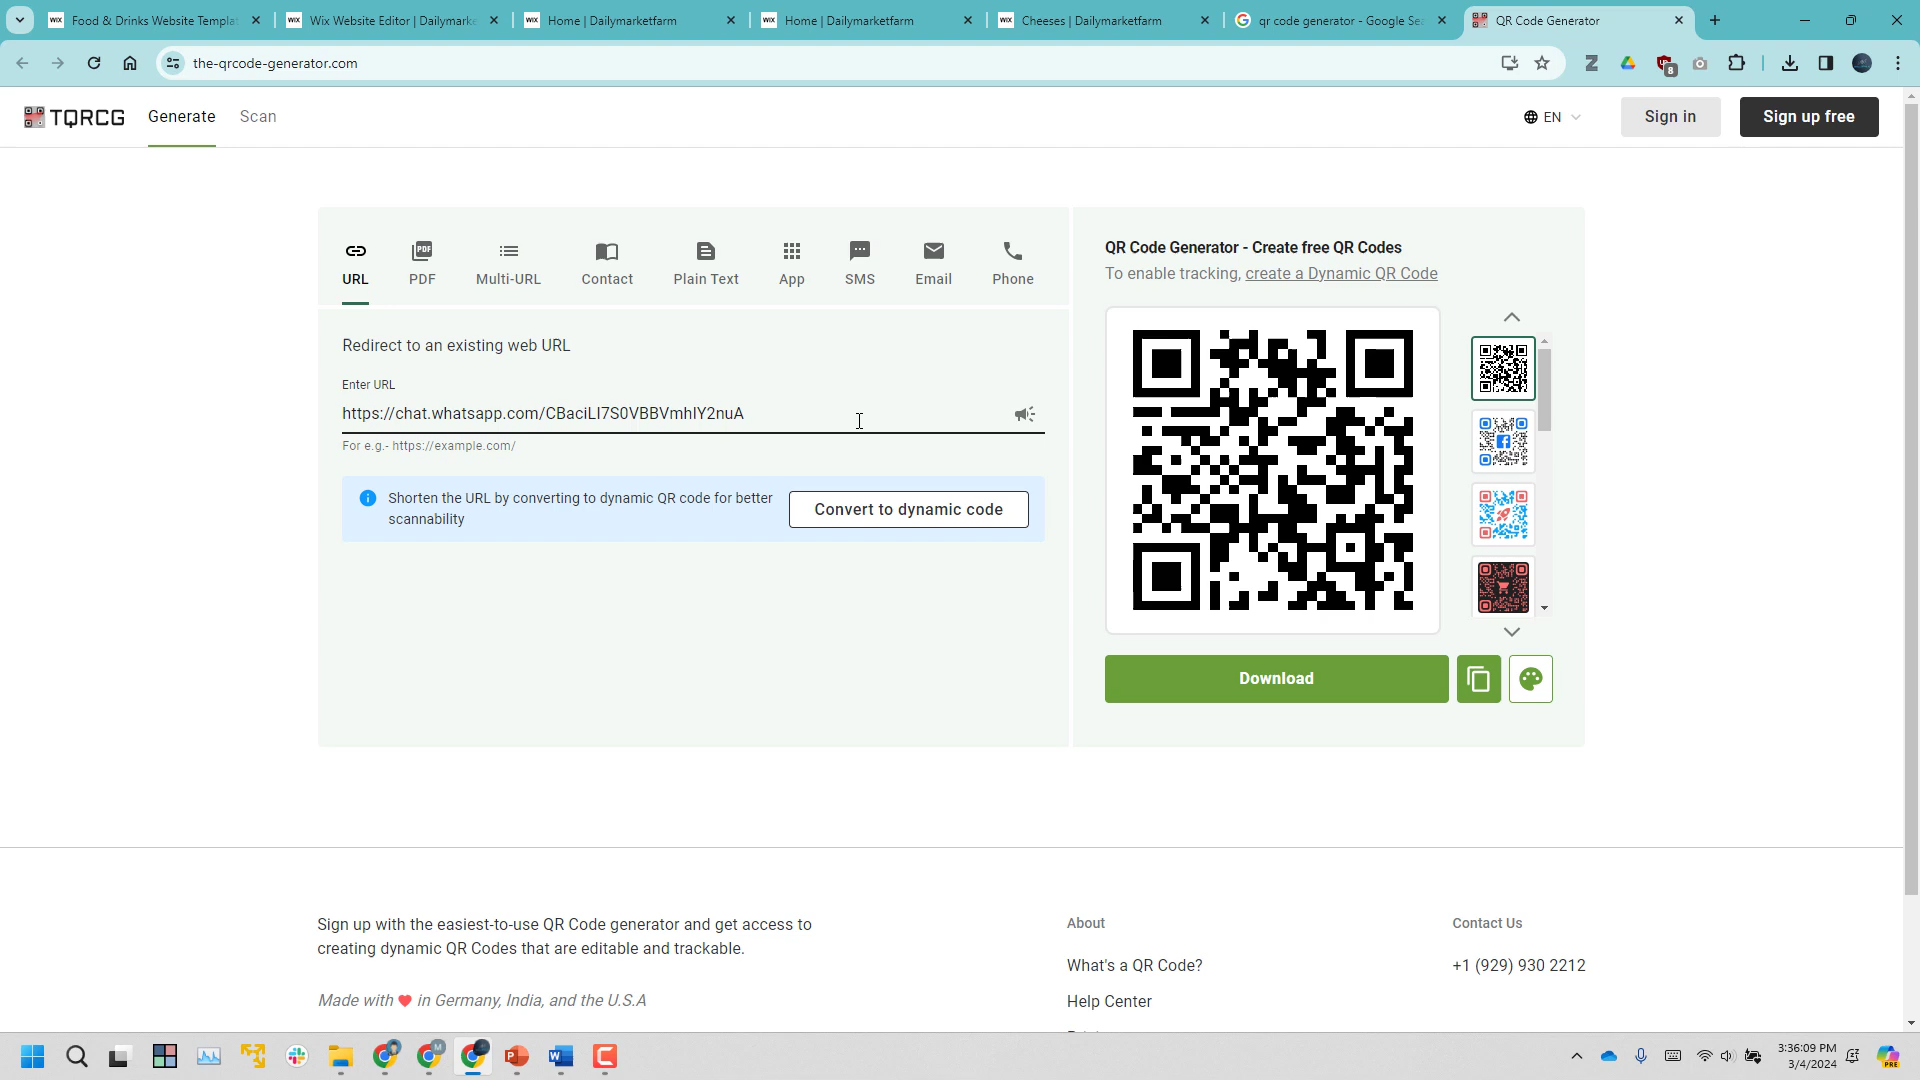 Food & Drinks Website Templat
Wix Website Editor | Dailymarke
Home | Dailymarketfarm
Home | Dailymarketfarm
Cheeses | Dailymarketfarm
qr code generator - Google Sea
QR Code Generator
the-qrcode-generator.com
8
TQRCG
Generate
Scan
EN
Sign in
Sign up free
URL
PDF
Multi-URL
Contact
Plain Text
App
SMS
Email
Phone
Redirect to an existing web URL
Enter URL
https://chat.whatsapp.com/CBaciLI7S0VBBVmhIY2nuA
For e.g.- https://example.com/
Shorten the URL by converting to dynamic QR code for better
scannability
Convert to dynamic code
QR Code Generator - Create free QR Codes
To enable tracking, create a Dynamic QR Code
Download
Sign up with the easiest-to-use QR Code generator and get access to
creating dynamic QR Codes that are editable and trackable.
Made with ❤ in Germany, India, and the U.S.A
About
What's a QR Code?
Help Center
Contact Us
+1 (929) 930 2212
3:36:09 PM
3/4/2024